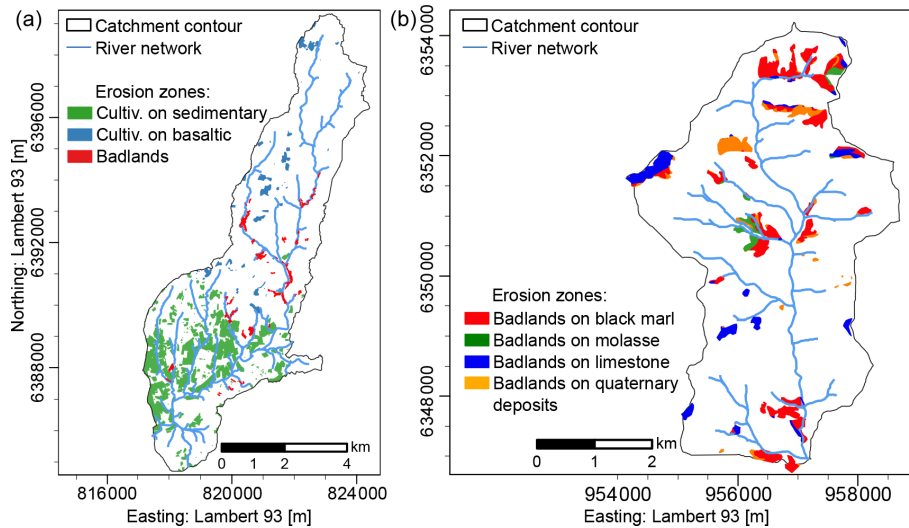 (a)
Catchment contour
River network
Erosion zones:
Cultiv. on sedimentary
Cultiv. on basaltic
Badlands
Northing: Lambert 93 [m]
6396000
6392000
6388000
km
0 2 4
816000 820000 824000
Easting: Lambert 93 [m]
(b)
Catchment contour
River network
6354000
6352000
6350000
6348000
Erosion zones:
Badlands on black marl
Badlands on molasse
Badlands on limestone
Badlands on quaternary
deposits
km
0 1 2
954000 956000 958000
Easting: Lambert 93 [m]